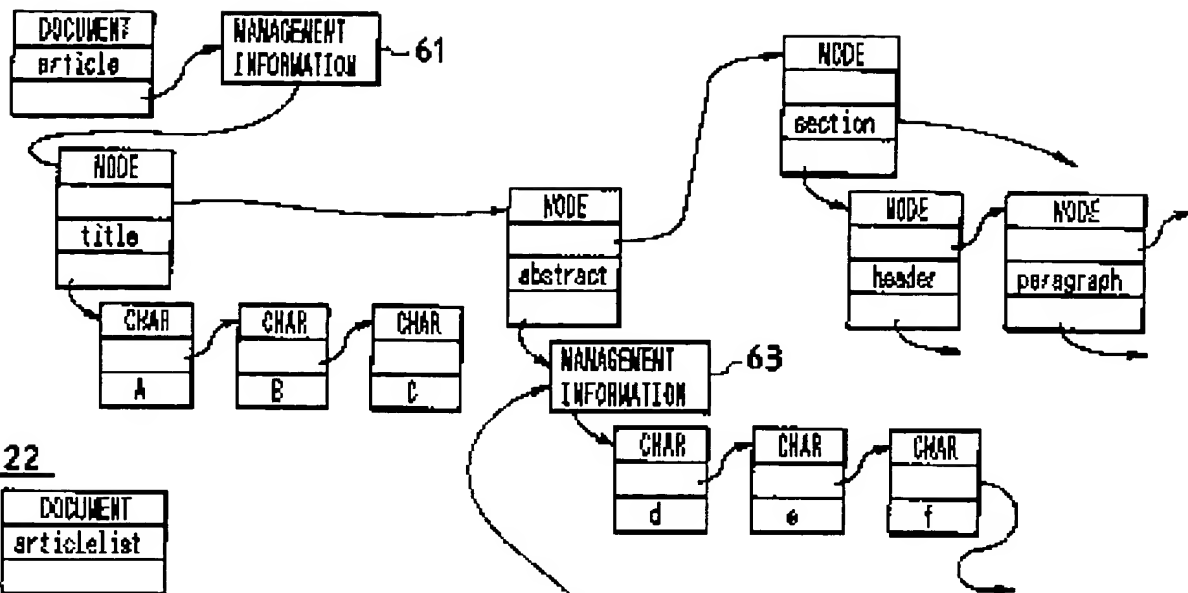 DOCUMENT
article
MANAGEMENT
INFORMATION
61
NODE
title
CHAR
A
CHAR
B
CHAR
C
NODE
abstract
MANAGEMENT
INFORMATION
63
CHAR
d
CHAR
e
CHAR
f
NODE
section
NODE
header
NODE
paragraph
22
DOCUMENT
articlelist